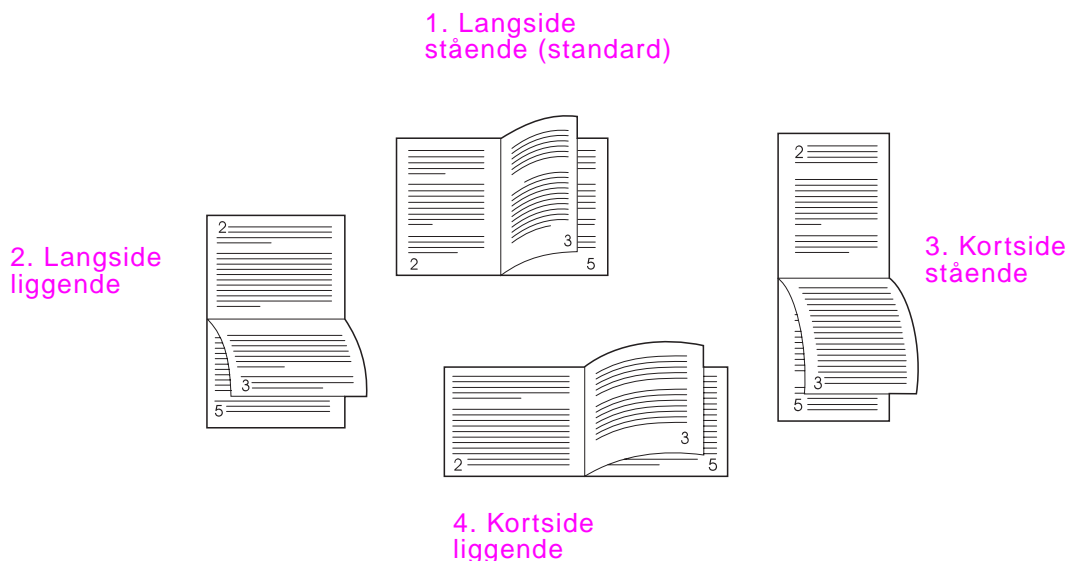 1. Langside
stående (standard)
2
3
5
2. Langside
liggende
2
3
5
3. Kortside
stående
2
3
5
2
3
5
4. Kortside
liggende